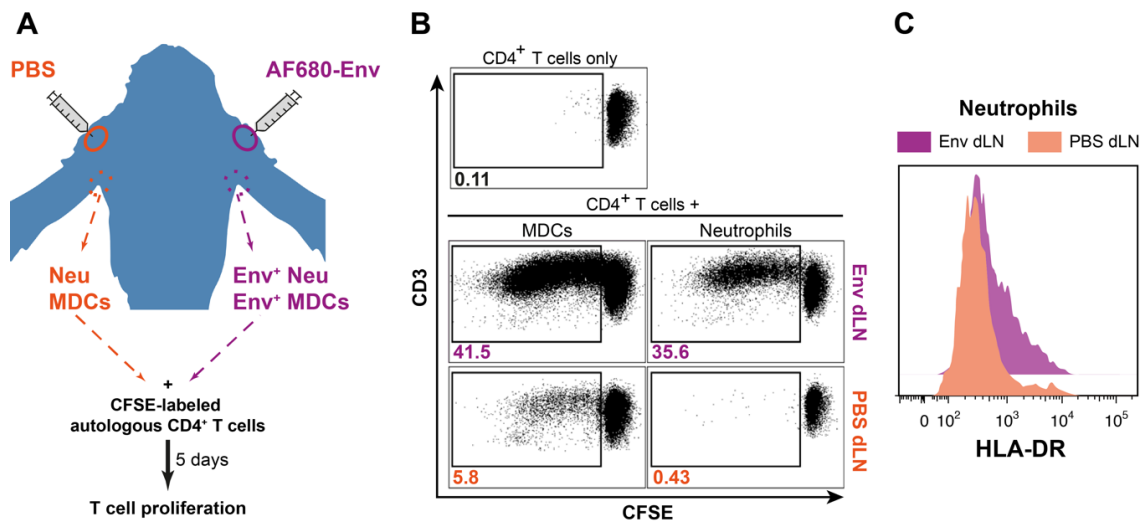 A
PBS
AF680-Env
Neu
MDCs
Env⁺ Neu
Env⁺ MDCs
+
CFSE-labeled
autologous CD4⁺ T cells
5 days
T cell proliferation
B
CD4⁺ T cells only
0.11
CD4⁺ T cells +
MDCs
Neutrophils
41.5
35.6
Env dLN
5.8
0.43
PBS dLN
CD3
CFSE
C
Neutrophils
Env dLN
PBS dLN
0
10²
10³
10⁴
10⁵
HLA-DR